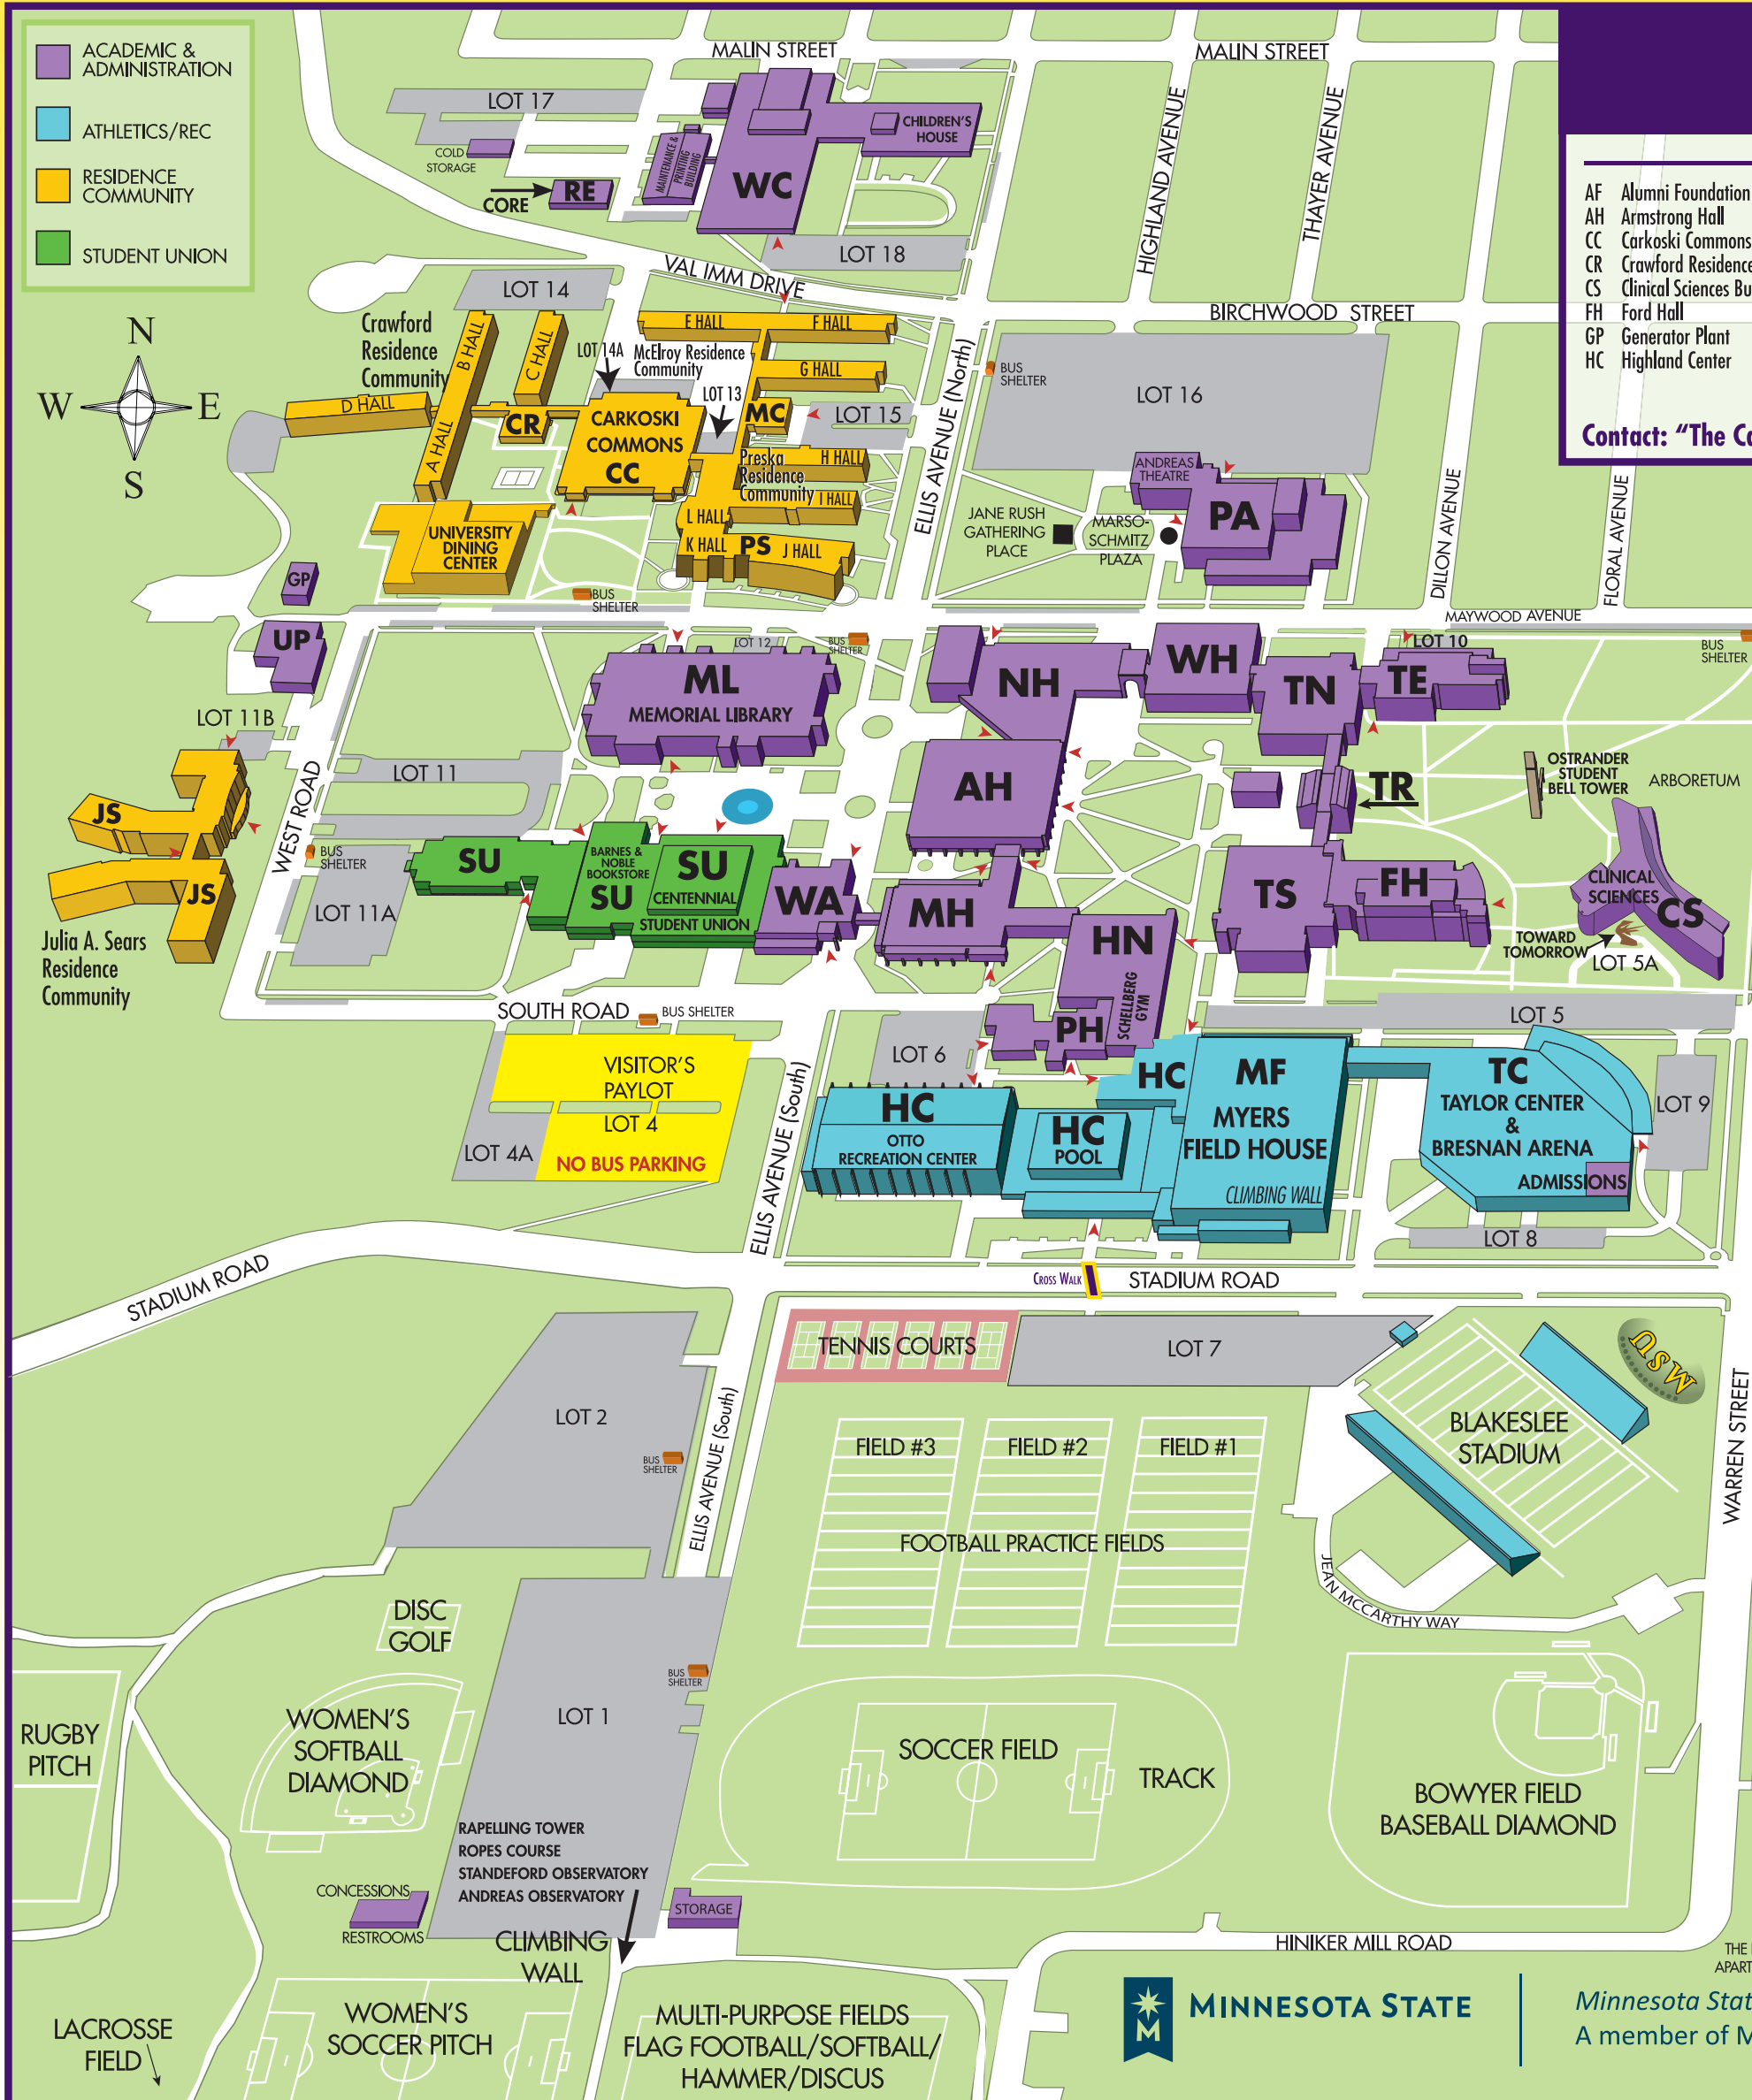 ACADEMIC &
ADMINISTRATION
ATHLETICS/REC
RESIDENCE
COMMUNITY
STUDENT UNION
MALIN STREET
MALIN STREET
LOT 17
COLD
STORAGE
CORE
RE
MAINTENANCE &
PRINTING
BUILDING
WC
CHILDREN'S
HOUSE
LOT 18
VAL IMM DRIVE
HIGHLAND AVENUE
THAYER AVENUE
BIRCHWOOD STREET
AF Alumni Foundation
AH Armstrong Hall
CC Carkoski Commons
CR Crawford Residence
CS Clinical Sciences Bu
FH Ford Hall
GP Generator Plant
HC Highland Center
Contact: "The Ca
N
W
E
S
LOT 14
Crawford
Residence
Community
B HALL
C HALL
D HALL
A HALL
CR
LOT 14A
McElroy Residence
Community
LOT 13
E HALL
F HALL
G HALL
MC
LOT 15
CARKOSKI
COMMONS
CC
Preska
Residence
Community
H HALL
I HALL
L HALL
K HALL
PS
J HALL
UNIVERSITY
DINING
CENTER
BUS
SHELTER
ELLIS AVENUE (North)
BUS
SHELTER
LOT 16
ANDREAS
THEATRE
PA
JANE RUSH
GATHERING
PLACE
MARSO-
SCHMITZ
PLAZA
DILLON AVENUE
FLORAL AVENUE
MAYWOOD AVENUE
GP
UP
LOT 12
BUS
SHELTER
ML
MEMORIAL LIBRARY
NH
WH
TN
LOT 10
TE
BUS
SHELTER
LOT 11B
LOT 11
WEST ROAD
JS
JS
Julia A. Sears
Residence
Community
BUS
SHELTER
LOT 11A
SU
BARNES &
NOBLE
BOOKSTORE
SU
SU
CENTENNIAL
STUDENT UNION
WA
AH
MH
HN
SCHELLBERG
GYM
PH
TR
TS
FH
OSTRANDER
STUDENT
BELL TOWER
ARBORETUM
CLINICAL
SCIENCES
CS
TOWARD
TOMORROW
LOT 5A
LOT 5
SOUTH ROAD
BUS SHELTER
VISITOR'S
PAYLOT
LOT 4
NO BUS PARKING
LOT 4A
LOT 6
ELLIS AVENUE (South)
HC
OTTO
RECREATION CENTER
HC
POOL
HC
MF
MYERS
FIELD HOUSE
CLIMBING WALL
TC
TAYLOR CENTER
&
BRESNAN ARENA
ADMISSIONS
LOT 9
LOT 8
STADIUM ROAD
CROSS WALK
STADIUM ROAD
TENNIS COURTS
LOT 7
MSU
BLAKESLEE
STADIUM
WARREN STREET
LOT 2
BUS
SHELTER
ELLIS AVENUE (South)
FIELD #3
FIELD #2
FIELD #1
FOOTBALL PRACTICE FIELDS
JEAN MCCARTHY WAY
DISC
GOLF
BUS
SHELTER
LOT 1
RUGBY
PITCH
WOMEN'S
SOFTBALL
DIAMOND
SOCCER FIELD
TRACK
BOWYER FIELD
BASEBALL DIAMOND
RAPELLING TOWER
ROPES COURSE
STANDEFORD OBSERVATORY
ANDREAS OBSERVATORY
CONCESSIONS
RESTROOMS
STORAGE
CLIMBING
WALL
HINIKER MILL ROAD
THE
APART
LACROSSE
FIELD
WOMEN'S
SOCCER PITCH
MULTI-PURPOSE FIELDS
FLAG FOOTBALL/SOFTBALL/
HAMMER/DISCUS
M
MINNESOTA STATE
Minnesota Stat
A member of M